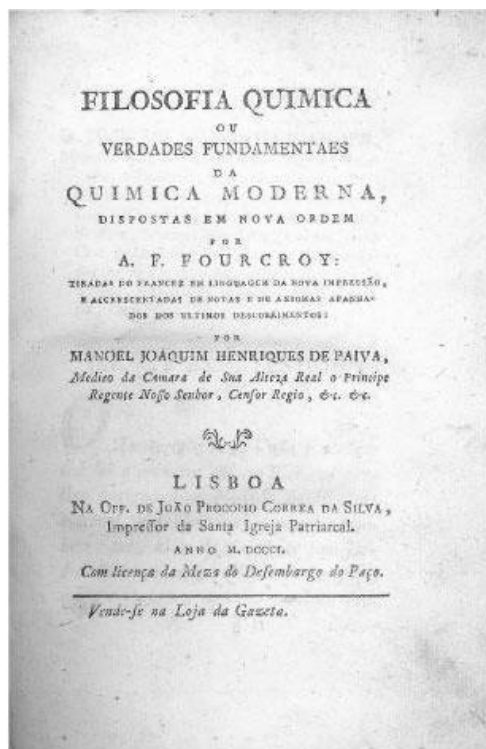 FILOSOFIA QUIMICA
OU
VERDADES FUNDAMENTAES
DA
QUIMICA MODERNA,
DISPOSTAS EM NOVA ORDEM
POR
A. F. FOURCROY:
TIRADAS DO FRANCEZ EM LINGUAGEM DA NOVA IMPRESSÃO,
E ACCRESCENTADAS DE NOTAS E DE AXIOMAS APANHA-
DOS DOS ULTIMOS DESCOBRIMENTOS:
POR
MANOEL JOAQUIM HENRIQUES DE PAIVA,
Medico da Camara de Sua Alteza Real o Principe
Regente Nosso Senhor, Censor Regio, &c. &c.
LISBOA
NA OFF. DE JOÃO PROCOPIO CORREA DA SILVA,
Impressor da Santa Igreja Patriarcal.
ANNO M. DCCCI.
Com licença da Meza do Desembargo do Paço.
Vende-se na Loja da Gazeta.